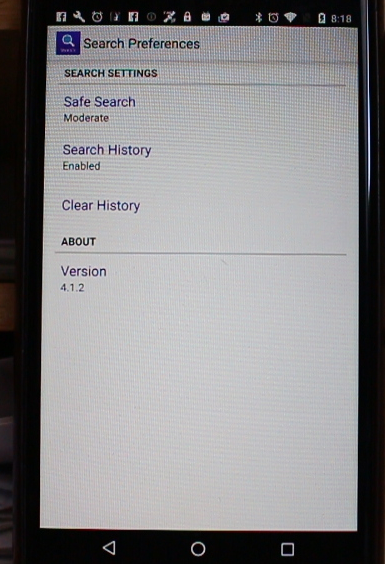 8:18
Search Preferences
SEARCH SETTINGS
Safe Search
Moderate
Search History
Enabled
Clear History
ABOUT
Version
4.1.2